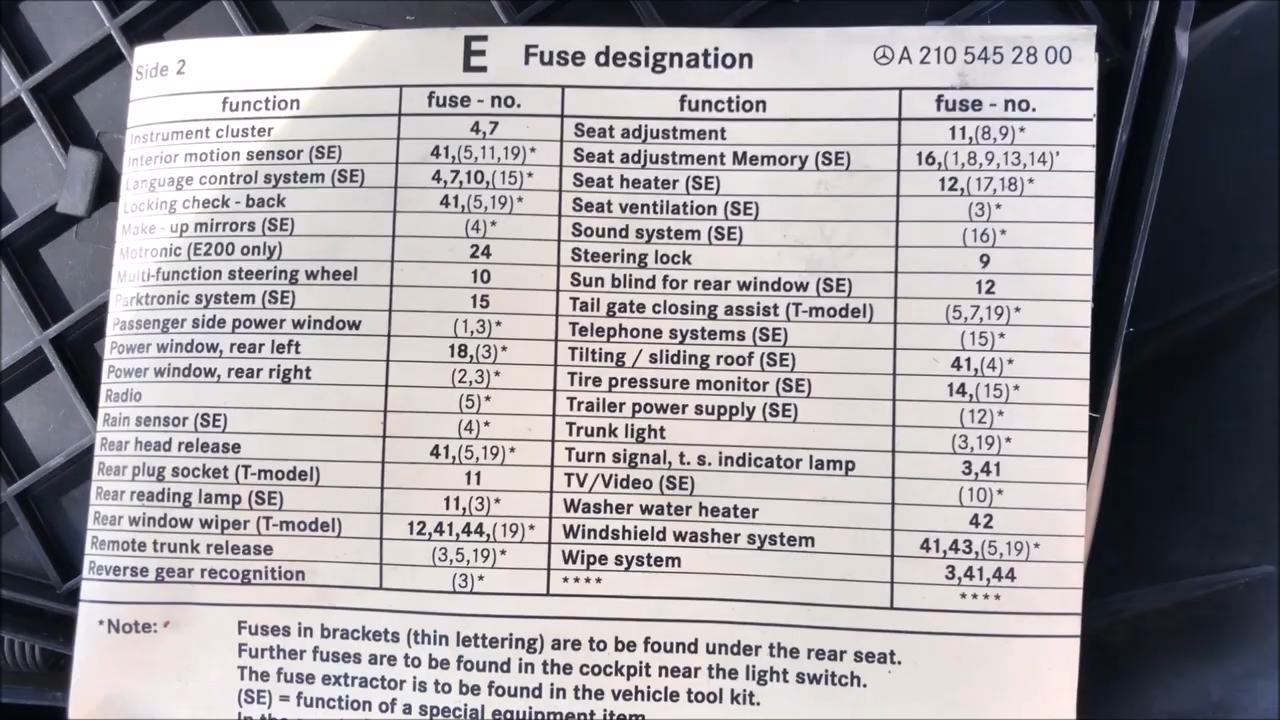 Side 2 E Fuse designation A 210 545 28 00
function fuse - no. function fuse - no.
Instrument cluster 4,7 Seat adjustment 11,(8,9)*
Interior motion sensor (SE) 41,(5,11,19)* Seat adjustment Memory (SE) 16,(1,8,9,13,14)*
Language control system (SE) 4,7,10,(15)* Seat heater (SE) 12,(17,18)*
Locking check - back 41,(5,19)* Seat ventilation (SE) (3)*
Make - up mirrors (SE) (4)* Sound system (SE) (16)*
Motronic (E200 only) 24 Steering lock 9
Multi-function steering wheel 10 Sun blind for rear window (SE) 12
Parktronic system (SE) 15 Tail gate closing assist (T-model) (5,7,19)*
Passenger side power window (1,3)* Telephone systems (SE) (15)*
Power window, rear left 18,(3)* Tilting / sliding roof (SE) 41,(4)*
Power window, rear right (2,3)* Tire pressure monitor (SE) 14,(15)*
Radio (5)* Trailer power supply (SE) (12)*
Rain sensor (SE) (4)* Trunk light (3,19)*
Rear head release 41,(5,19)* Turn signal, t. s. indicator lamp 3,41
Rear plug socket (T-model) 11 TV/Video (SE) (10)*
Rear reading lamp (SE) 11,(3)* Washer water heater 42
Rear window wiper (T-model) 12,41,44,(19)* Windshield washer system 41,43,(5,19)*
Remote trunk release (3,5,19)* Wipe system 3,41,44
Reverse gear recognition (3)* **** ****
*Note: Fuses in brackets (thin lettering) are to be found under the rear seat.
Further fuses are to be found in the cockpit near the light switch.
The fuse extractor is to be found in the vehicle tool kit.
(SE) = function of a special equipment item
In the